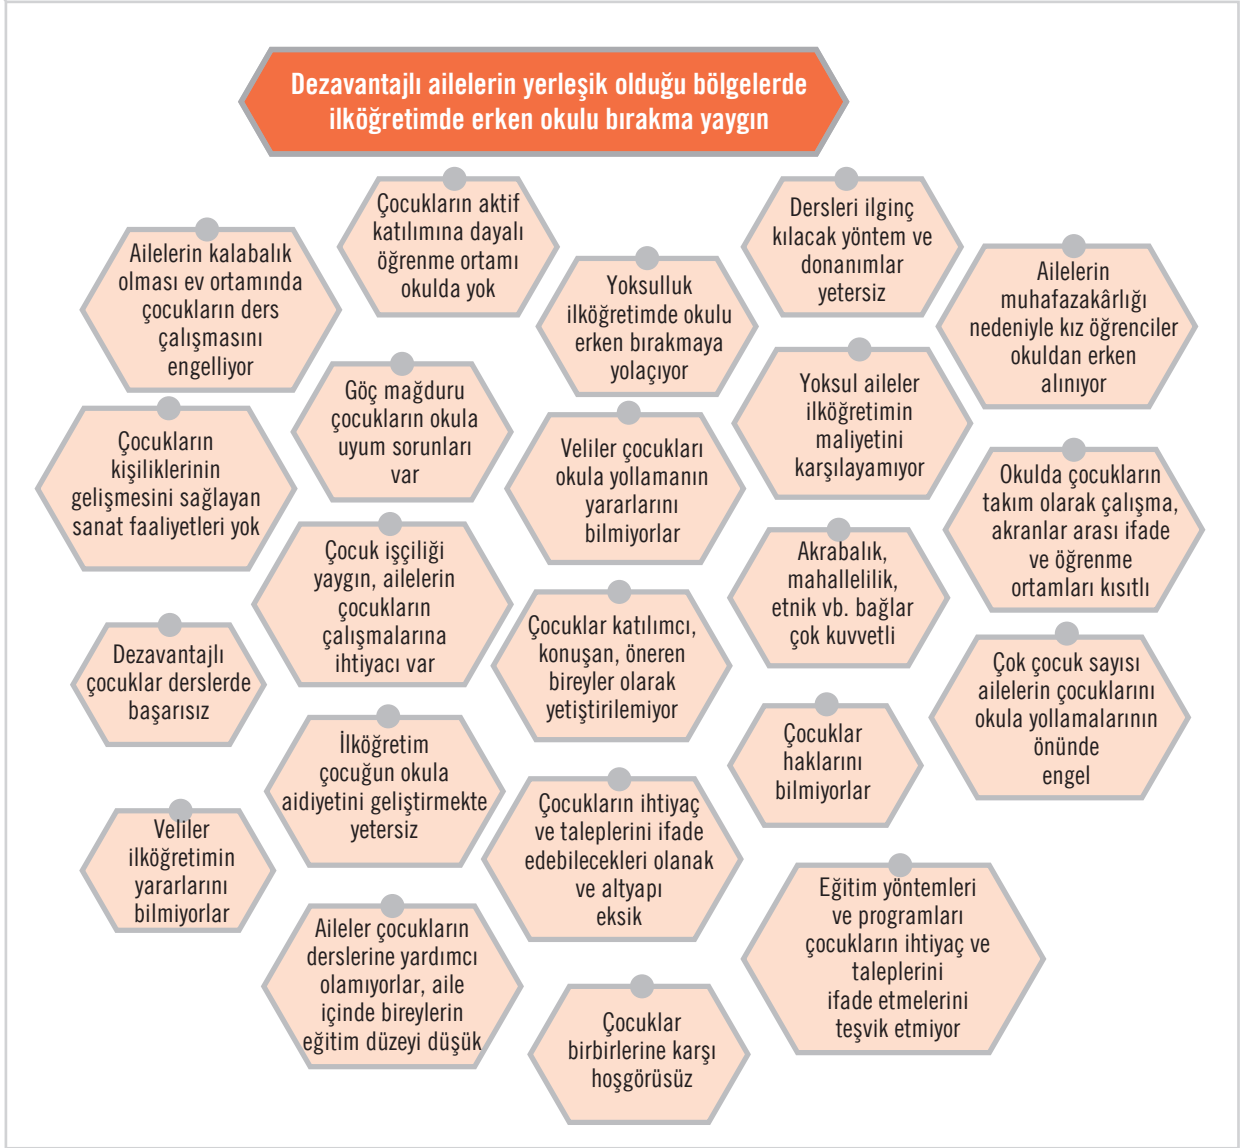 Dezavantajlı ailelerin yerleşik olduğu bölgelerde
ilköğretimde erken okulu bırakma yaygın
Çocukların aktif
katılımına dayalı
öğrenme ortamı
okulda yok
Dersleri ilginç
kılacak yöntem ve
donanımlar
yetersiz
Ailelerin kalabalık
olması ev ortamında
çocukların ders
çalışmasını
engelliyor
Yoksulluk
ilköğretimde okulu
erken bırakmaya
yolaçıyor
Ailelerin
muhafazakârlığı
nedeniyle kız öğrenciler
okuldan erken
alınıyor
Göç mağduru
çocukların okula
uyum sorunları
var
Yoksul aileler
ilköğretimin
maliyetini
karşılayamıyor
Çocukların
kişiliklerinin
gelişmesini sağlayan
sanat faaliyetleri yok
Veliler çocukları
okula yollamanın
yararlarını
bilmiyorlar
Okulda çocukların
takım olarak çalışma,
akranlar arası ifade
ve öğrenme
ortamları kısıtlı
Çocuk işçiliği
yaygın, ailelerin
çocukların
çalışmalarına
ihtiyacı var
Akrabalık,
mahallelilik,
etnik vb. bağlar
çok kuvvetli
Çocuklar katılımcı,
konuşan, öneren
bireyler olarak
yetiştirilemiyor
Dezavantajlı
çocuklar derslerde
başarısız
Çok çocuk sayısı
ailelerin çocuklarını
okula yollamalarının
önünde
engel
İlköğretim
çocuğun okula
aidiyetini geliştirmekte
yetersiz
Çocuklar
haklarını
bilmiyorlar
Çocukların ihtiyaç
ve taleplerini ifade
edebilecekleri olanak
ve altyapı
eksik
Veliler
ilköğretimin
yararlarını
bilmiyorlar
Eğitim yöntemleri
ve programları
çocukların ihtiyaç ve
taleplerini
ifade etmelerini
teşvik etmiyor
Aileler çocukların
derslerine yardımcı
olamıyorlar, aile
içinde bireylerin
eğitim düzeyi düşük
Çocuklar
birbirlerine karşı
hoşgörüsüz